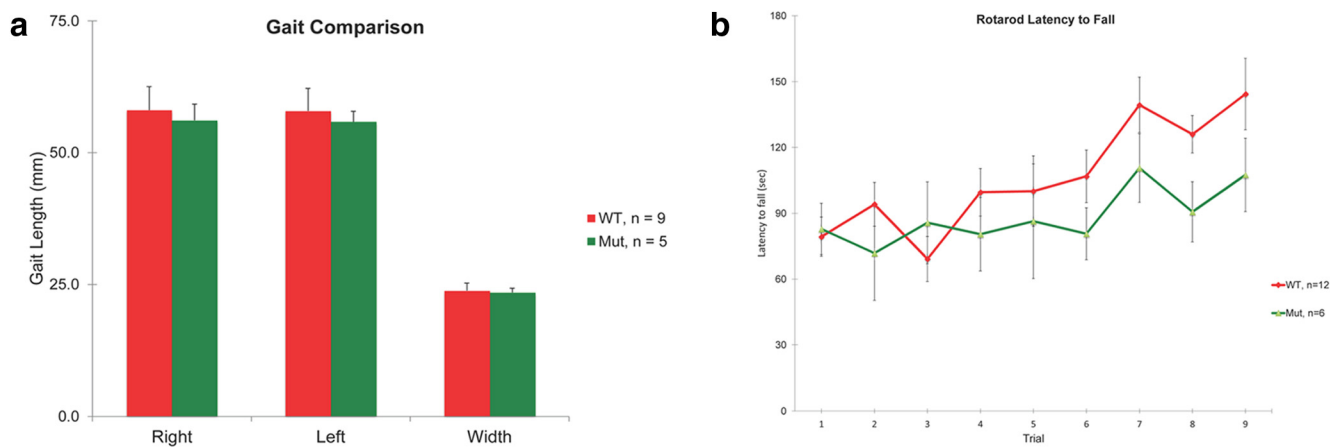 a
Gait Comparison
75.0
50.0
25.0
0.0
Gait Length (mm)
Right
Left
Width
WT, n = 9
Mut, n = 5
b
Rotarod Latency to Fall
180
150
120
90
60
30
0
Latency to fall (sec)
1 2 3 4 5 6 7 8 9
Trial
WT, n=12
Mut, n=6